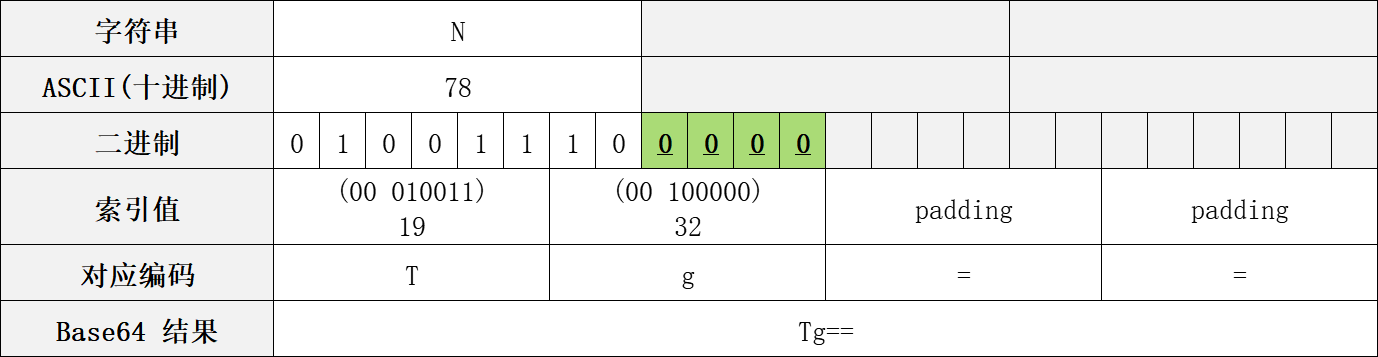 字符串 N
ASCII(十进制) 78
二进制 0 1 0 0 1 1 1 0 0 0 0 0
索引值 (00 010011) 19 (00 100000) 32 padding padding
对应编码 T g = =
Base64 结果 Tg==